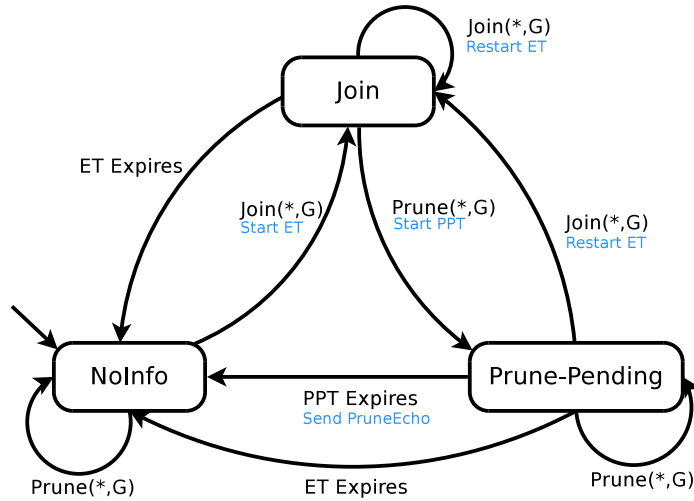 Join(*,G)
Restart ET
Join
ET Expires
Join(*,G)
Start ET
Prune(*,G)
Start PPT
Join(*,G)
Restart ET
NoInfo
Prune-Pending
PPT Expires
Send PruneEcho
Prune(*,G)
ET Expires
Prune(*,G)